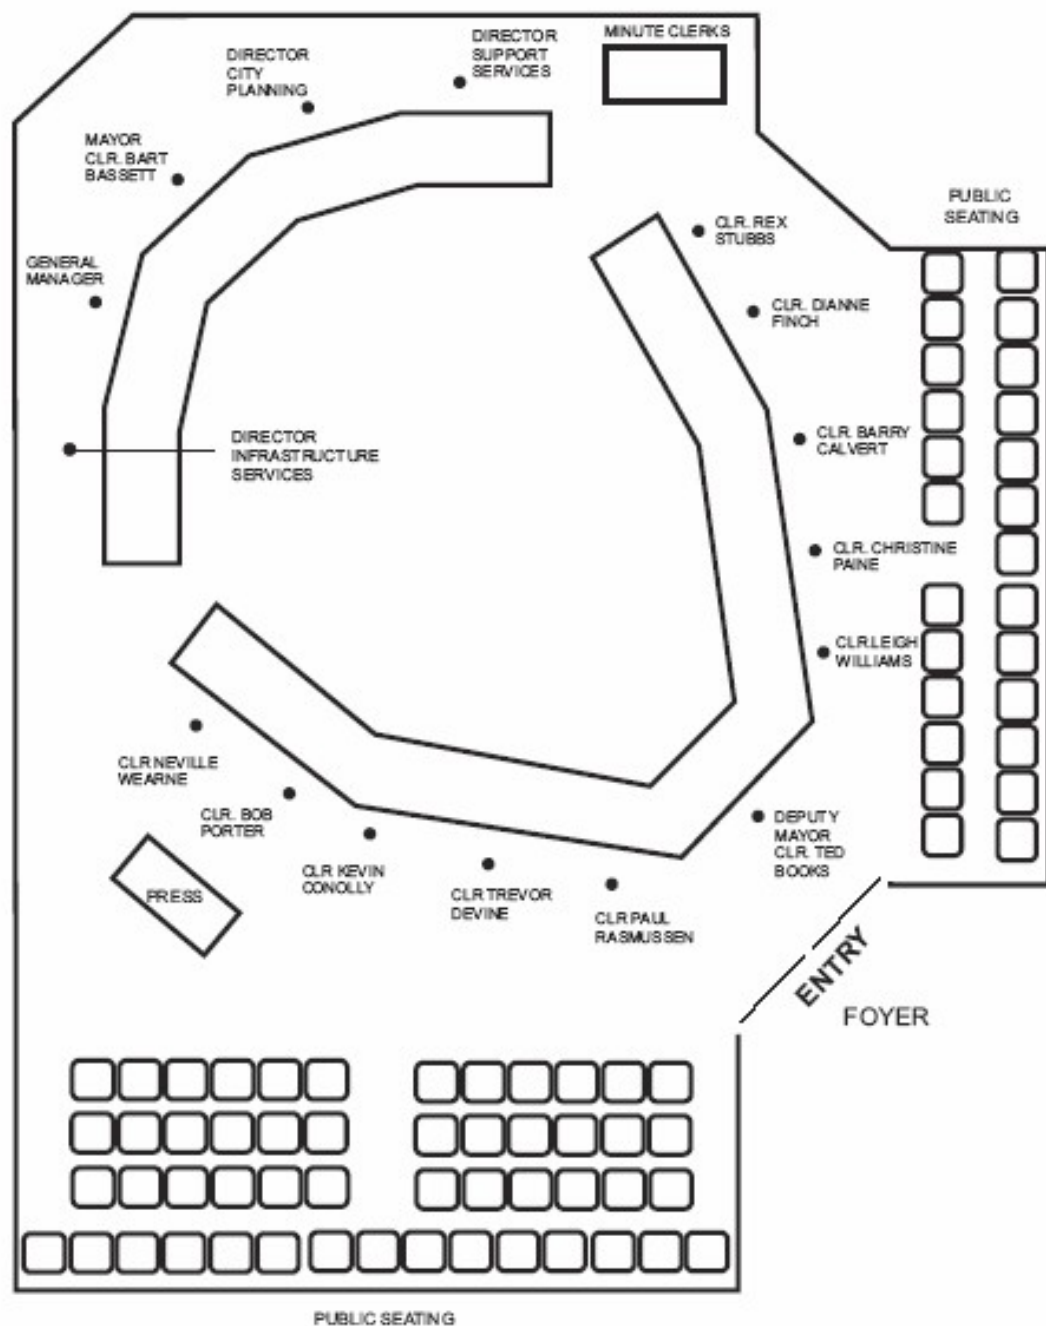 MINUTE CLERKS
DIRECTOR
SUPPORT
SERVICES
DIRECTOR
CITY
PLANNING
MAYOR
CLR. BART
BASSETT
PUBLIC
SEATING
CLR. REX
STUBBS
GENERAL
MANAGER
CLR. DIANNE
FINCH
DIRECTOR
INFRASTRUCTURE
SERVICES
CLR. BARRY
CALVERT
CLR. CHRISTINE
PAINE
CLR.LEIGH
WILLIAMS
CLR NEVILLE
WEARNE
CLR. BOB
PORTER
DEPUTY
MAYOR
CLR. TED
BOOKS
CLR KEVIN
CONOLLY
CLR TREVOR
DEVINE
PRESS
CLR PAUL
RASMUSSEN
ENTRY
FOYER
PUBLIC SEATING